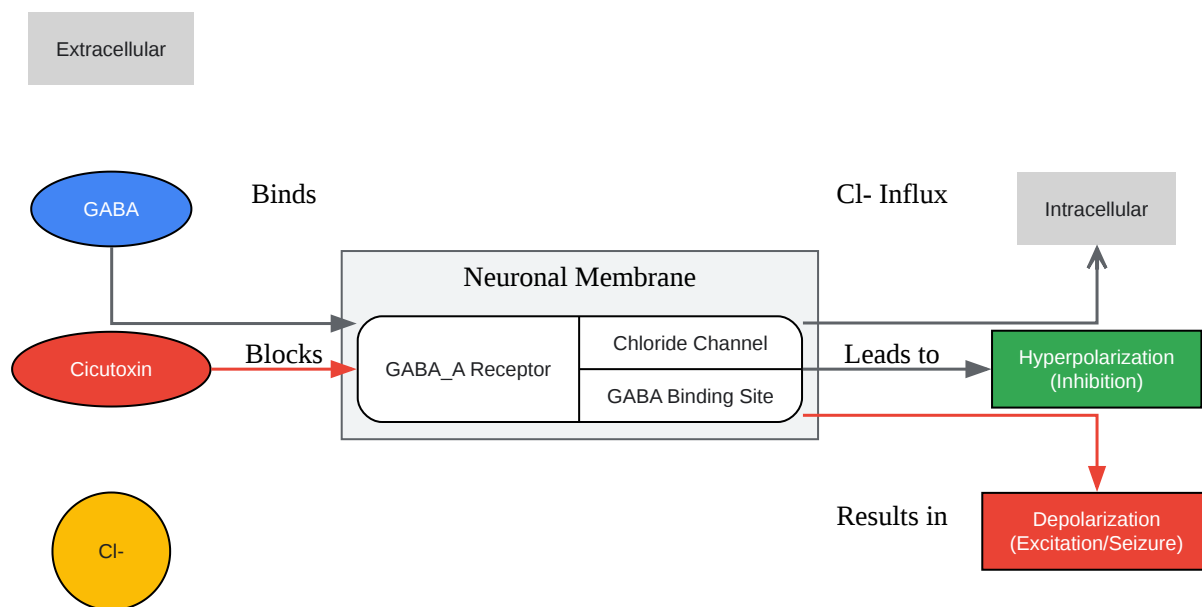 Extracellular
GABA
Binds
Cl- Influx
Intracellular
Neuronal Membrane
Cicutoxin
Blocks
GABA_A Receptor
Chloride Channel
GABA Binding Site
Leads to
Hyperpolarization
(Inhibition)
Cl-
Results in
Depolarization
(Excitation/Seizure)